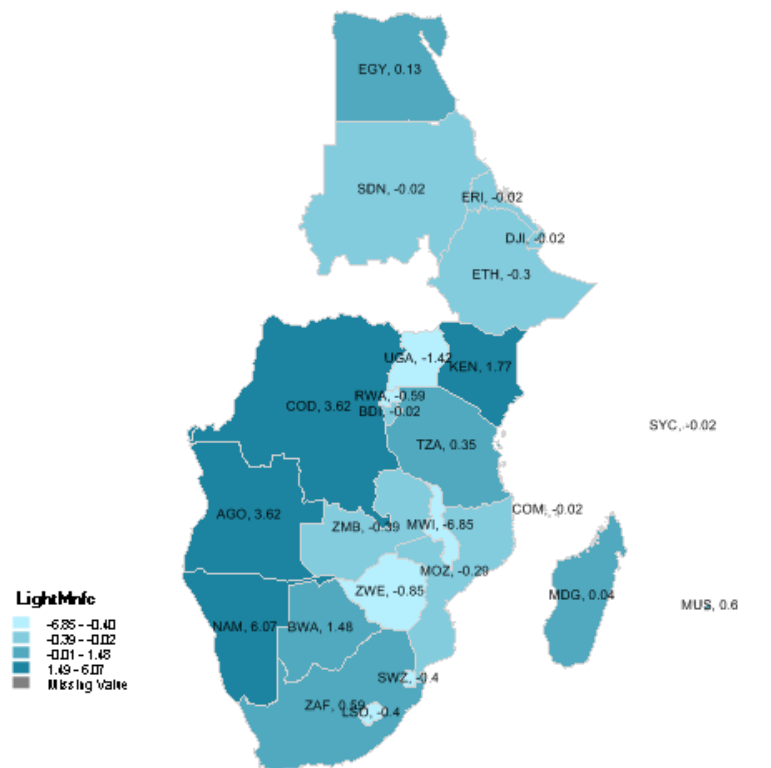 EGY, 0.13
SDN, -0.02
ERI, -0.02
DJI, -0.02
ETH, -0.3
UGA, -1.42
KEN, 1.77
RWA, -0.59
COD, 3.62
BDI, -0.02
SYC, -0.02
TZA, 0.35
COM, -0.02
AGO, 3.62
ZMB, -0.39
MWI, -6.85
MOZ, -0.29
ZWE, -0.85
MDG, 0.04
MUS, 0.6
LightMnfc
-6.85 - -0.40
-0.39 - -0.02
-0.01 - 1.48
1.49 - 6.07
Missing Value
NAM, 6.07
BWA, 1.48
SWZ, -0.4
ZAF, 0.59
LSO, -0.4